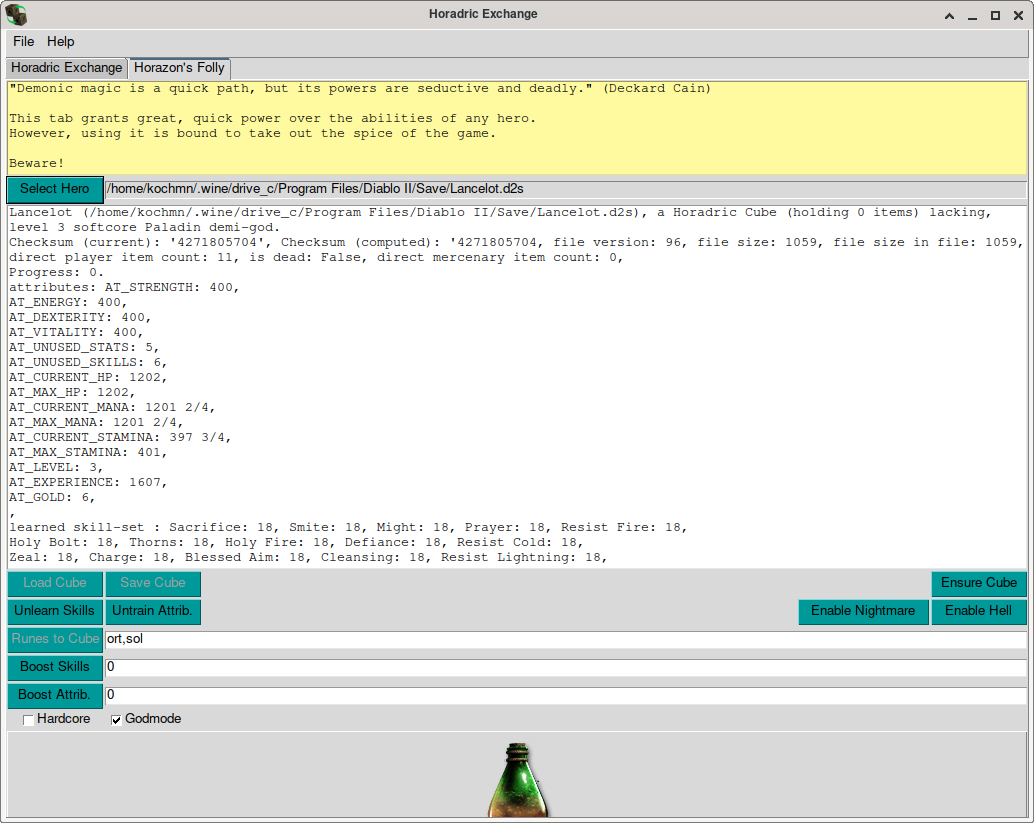 Horadric Exchange
File Help
Horadric Exchange Horazon's Folly
"Demonic magic is a quick path, but its powers are seductive and deadly." (Deckard Cain)
This tab grants great, quick power over the abilities of any hero.
However, using it is bound to take out the spice of the game.
Beware!
Select Hero /home/kochmn/.wine/drive_c/Program Files/Diablo II/Save/Lancelot.d2s
Lancelot (/home/kochmn/.wine/drive_c/Program Files/Diablo II/Save/Lancelot.d2s), a Horadric Cube (holding 0 items) lacking,
level 3 softcore Paladin demi-god.
Checksum (current): '4271805704', Checksum (computed): '4271805704, file version: 96, file size: 1059, file size in file: 1059,
direct player item count: 11, is dead: False, direct mercenary item count: 0,
Progress: 0.
attributes: AT_STRENGTH: 400,
AT_ENERGY: 400,
AT_DEXTERITY: 400,
AT_VITALITY: 400,
AT_UNUSED_STATS: 5,
AT_UNUSED_SKILLS: 6,
AT_CURRENT_HP: 1202,
AT_MAX_HP: 1202,
AT_CURRENT_MANA: 1201 2/4,
AT_MAX_MANA: 1201 2/4,
AT_CURRENT_STAMINA: 397 3/4,
AT_MAX_STAMINA: 401,
AT_LEVEL: 3,
AT_EXPERIENCE: 1607,
AT_GOLD: 6,
,
learned skill-set : Sacrifice: 18, Smite: 18, Might: 18, Prayer: 18, Resist Fire: 18,
Holy Bolt: 18, Thorns: 18, Holy Fire: 18, Defiance: 18, Resist Cold: 18,
Zeal: 18, Charge: 18, Blessed Aim: 18, Cleansing: 18, Resist Lightning: 18,
Load Cube Save Cube Ensure Cube
Unlearn Skills Untrain Attrib. Enable Nightmare Enable Hell
Runes to Cube ort,sol
Boost Skills 0
Boost Attrib. 0
Hardcore Godmode